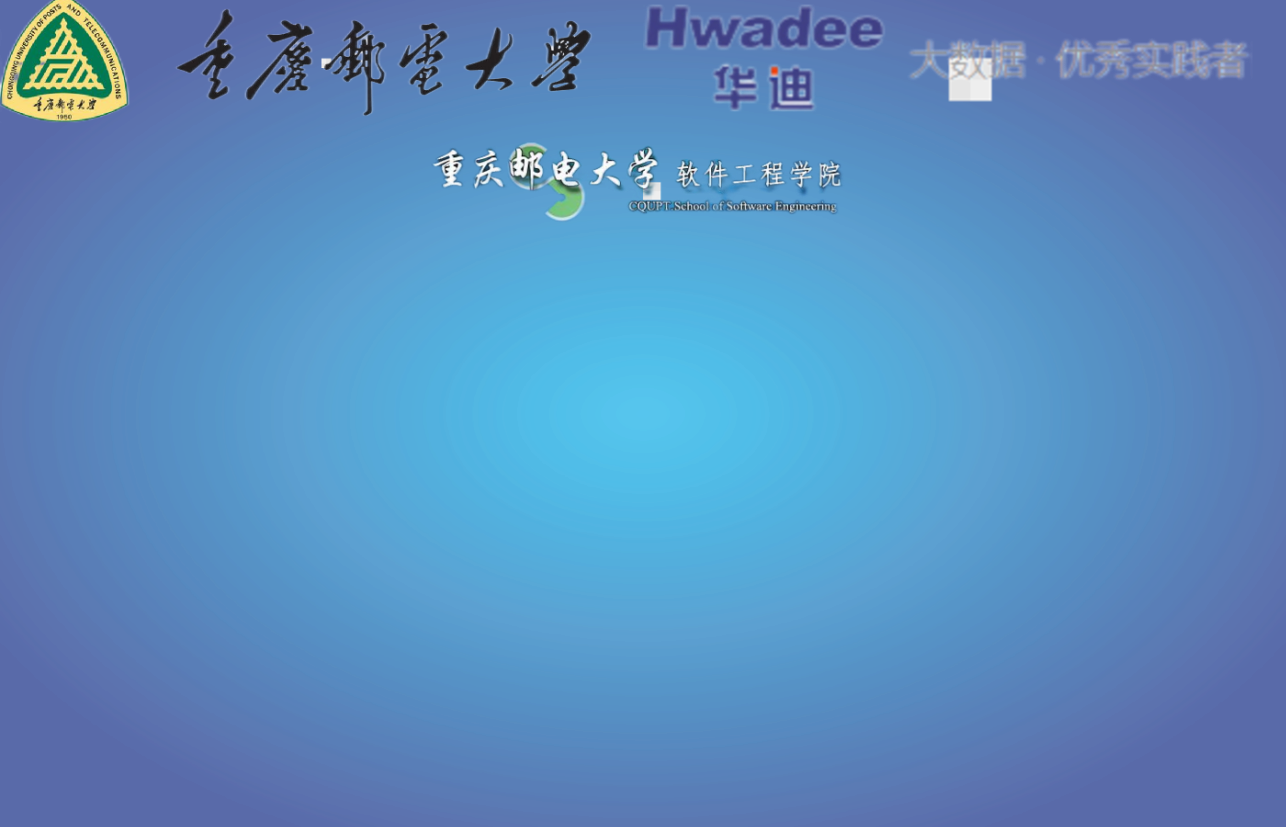 CHONGQING UNIVERSITY OF POSTS AND TELECOMMUNICATIONS
重庆邮电大学
1950
重慶郵電大學
Hwadee
华迪
大数据·优秀实践者
重庆邮电大学 软件工程学院
CQUPT.School of Software Engineering